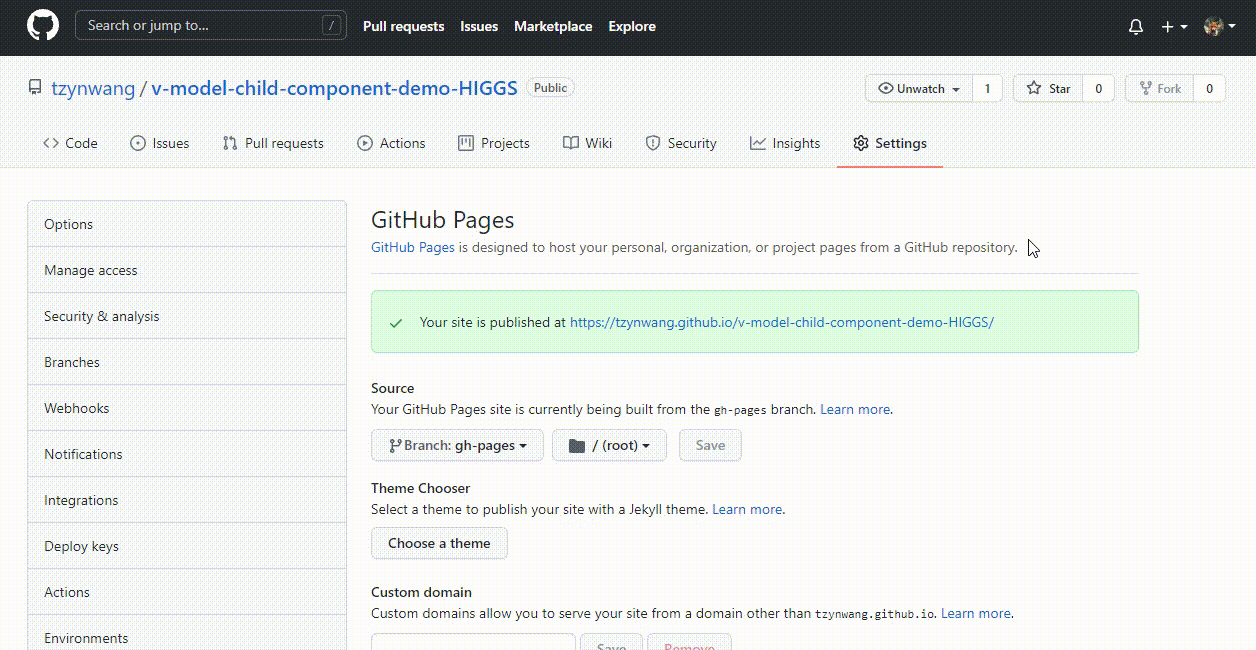 Search or jump to... / Pull requests Issues Marketplace Explore
tzynwang / v-model-child-component-demo-HIGGS Public Unwatch 1 Star 0 Fork 0
Code Issues Pull requests Actions Projects Wiki Security Insights Settings
Options
Manage access
Security & analysis
Branches
Webhooks
Notifications
Integrations
Deploy keys
Actions
Environments
GitHub Pages
GitHub Pages is designed to host your personal, organization, or project pages from a GitHub repository.
Your site is published at https://tzynwang.github.io/v-model-child-component-demo-HIGGS/
Source
Your GitHub Pages site is currently being built from the gh-pages branch. Learn more.
Branch: gh-pages / (root) Save
Theme Chooser
Select a theme to publish your site with a Jekyll theme. Learn more.
Choose a theme
Custom domain
Custom domains allow you to serve your site from a domain other than tzynwang.github.io. Learn more.
Save Remove